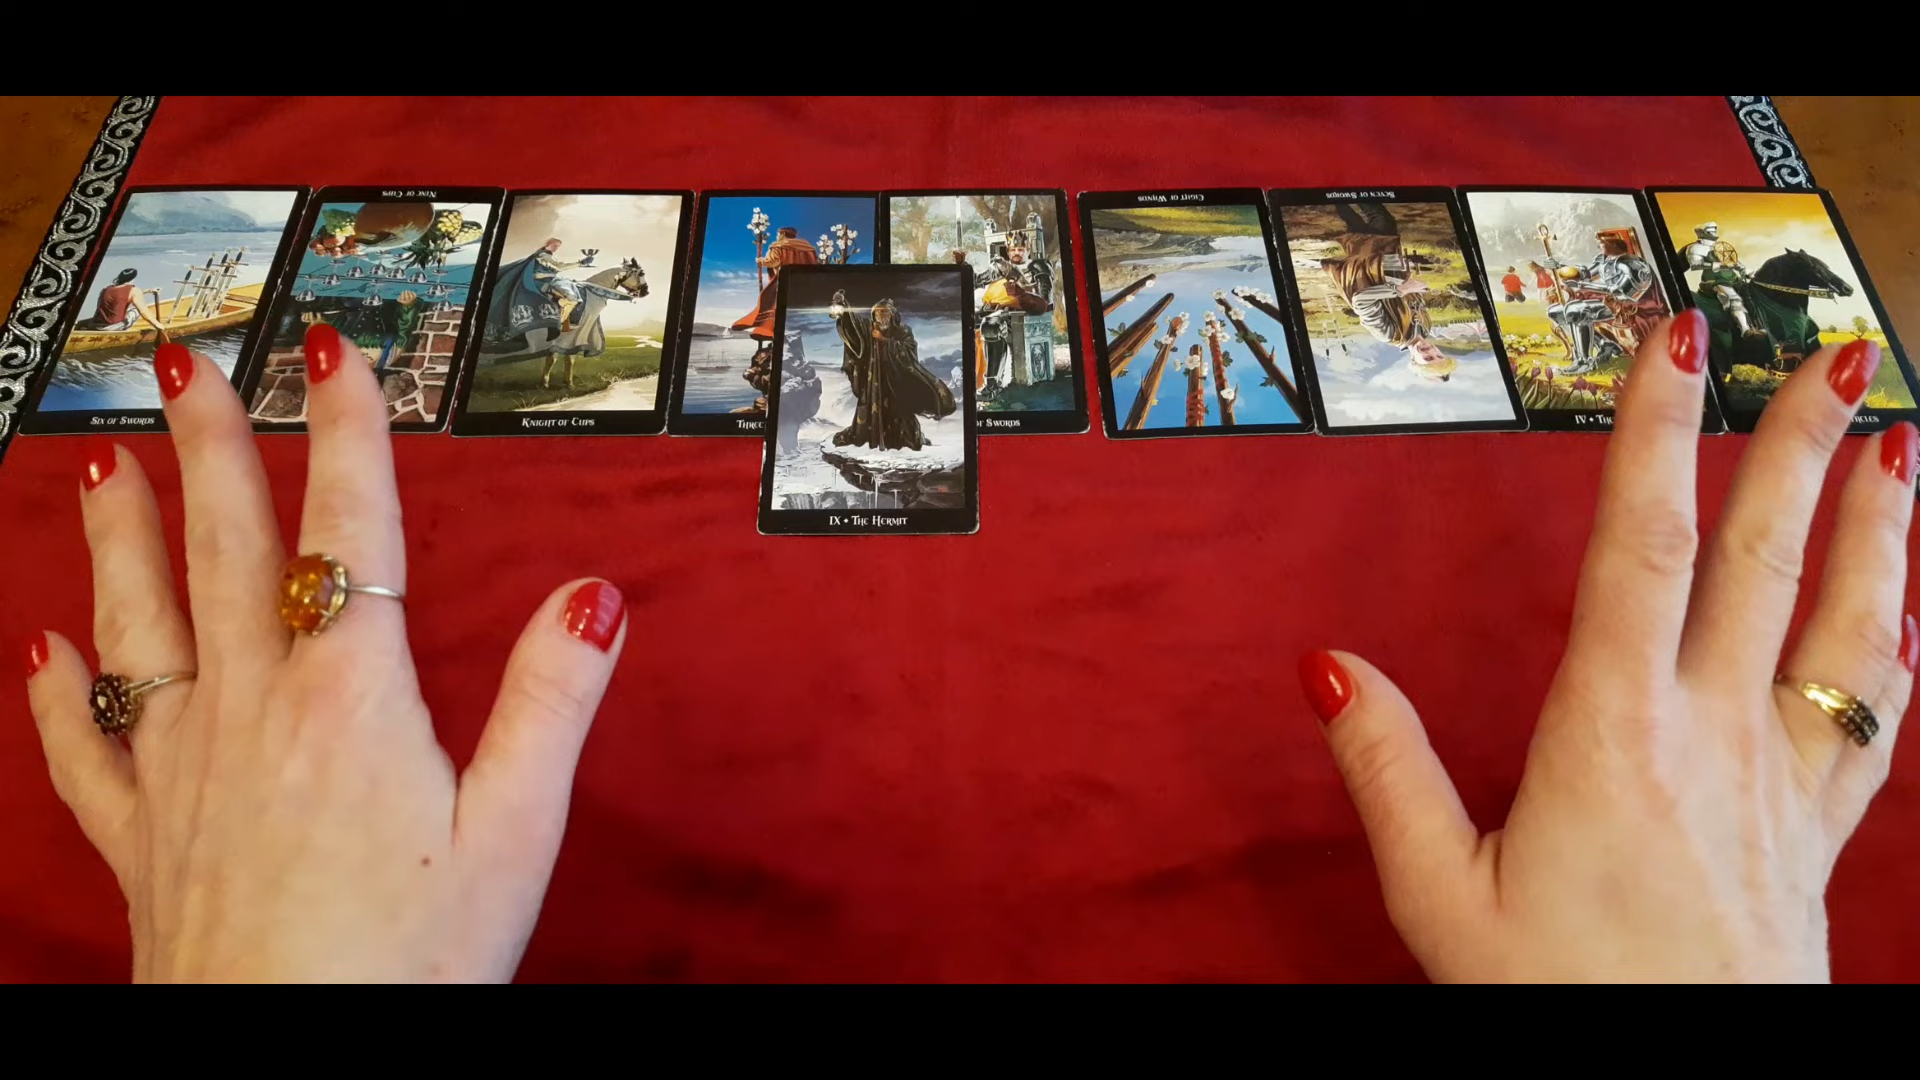 Nine of Cups
Eight of Wands
Seven of Swords
Six of Swords
Knight of Cups
Three
of Swords
IV • The
IX • The Hermit